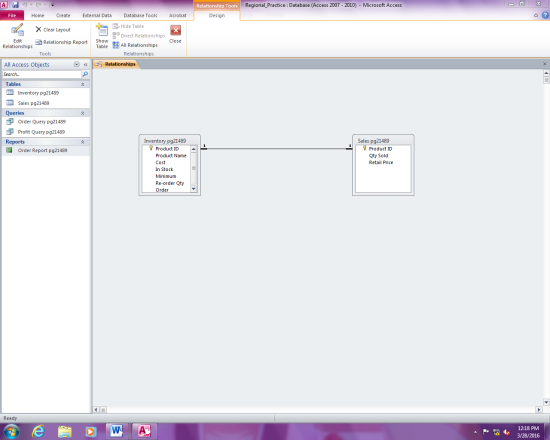 Relationship Tools
Regional_Practice : Database (Access 2007 - 2010) - Microsoft Access
File Home Create External Data Database Tools Acrobat Design
Edit Relationships
Clear Layout
Relationship Report
Tools
Show Table
Hide Table
Direct Relationships
All Relationships
Close
Relationships
All Access Objects
Search...
Tables
Inventory pg21489
Sales pg21489
Queries
Order Query pg21489
Profit Query pg21489
Reports
Order Report pg21489
Relationships
Inventory pg21489
Product ID
Product Name
Cost
In Stock
Minimum
Re-order Qty
Order
1
1
Sales pg21489
Product ID
Qty Sold
Retail Price
Ready
12:18 PM
3/28/2016